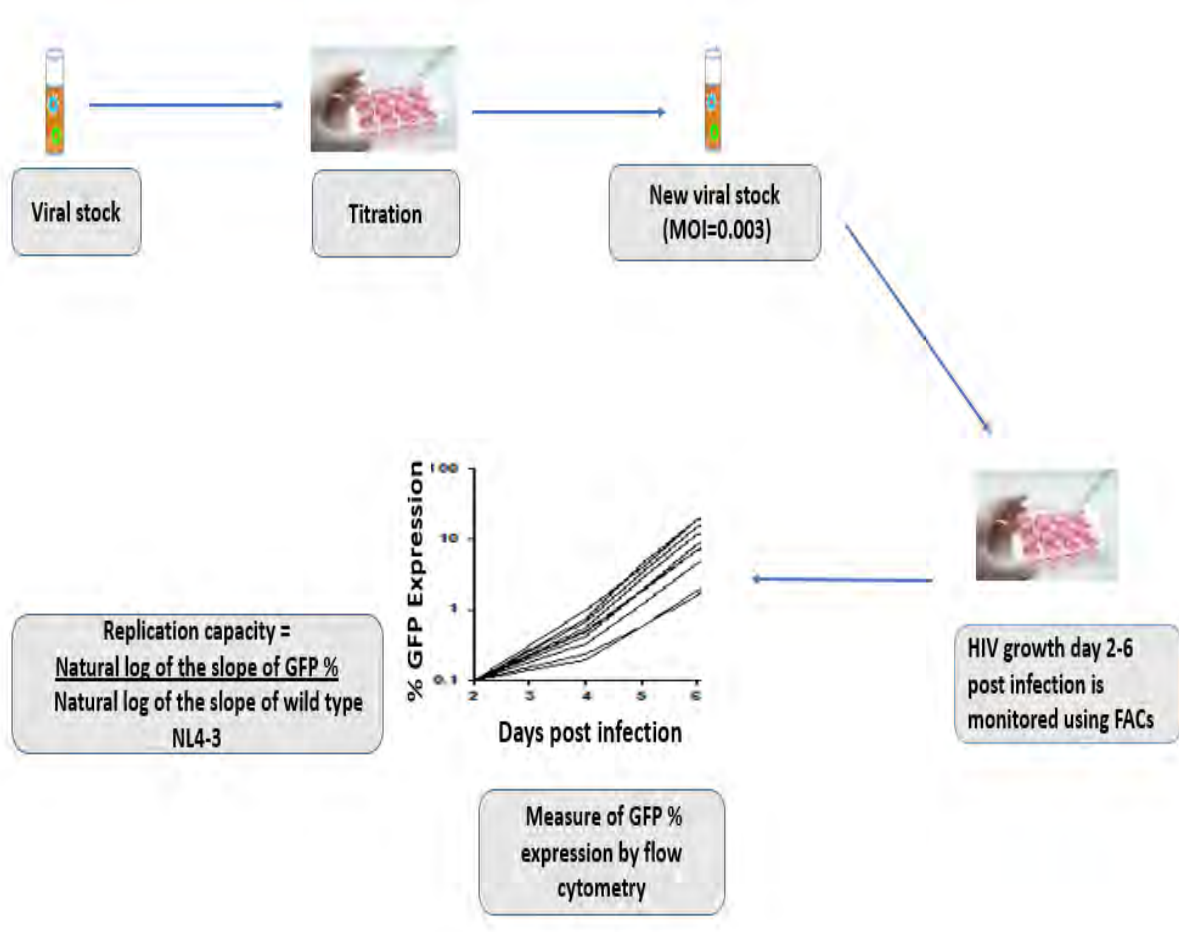 Viral stock
Titration
New viral stock
(MOI=0.003)
HIV growth day 2-6
post infection is
monitored using FACs
% GFP Expression
100
10
1
0.1
2 3 4 5 6
Days post infection
Measure of GFP %
expression by flow
cytometry
Replication capacity =
Natural log of the slope of GFP %
Natural log of the slope of wild type
NL4-3